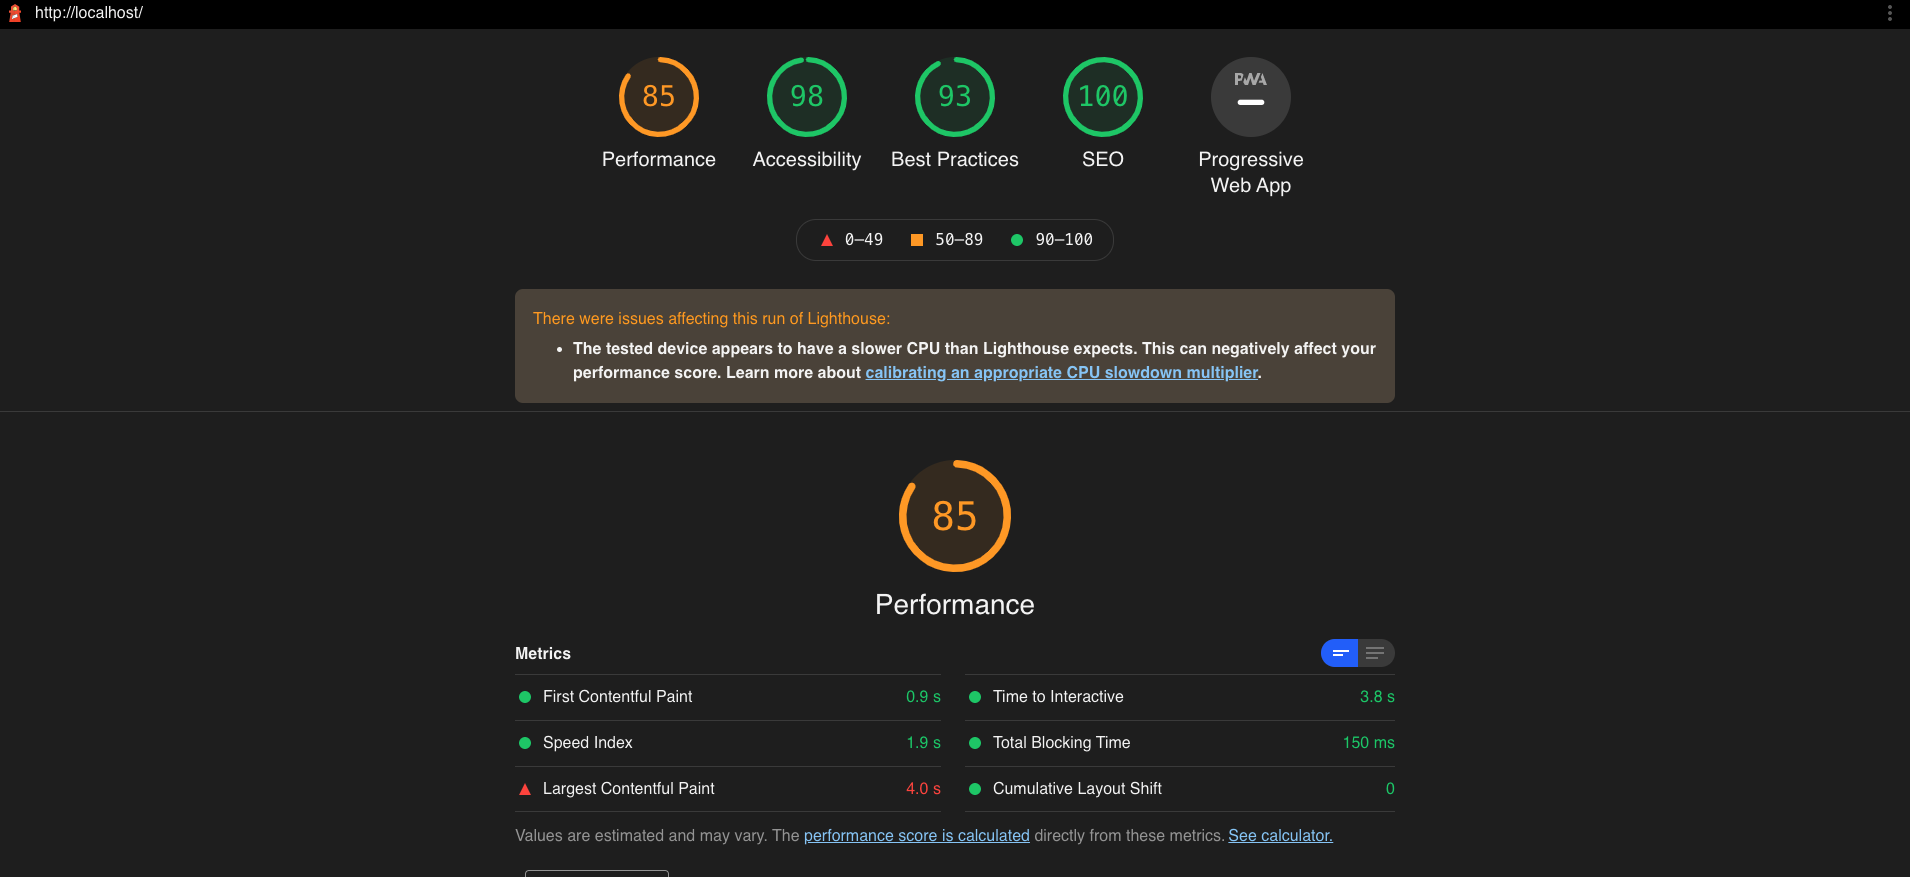 http://localhost/
85
98
93
100
PWA
Performance
Accessibility
Best Practices
SEO
Progressive
Web App
0–49
50–89
90–100
There were issues affecting this run of Lighthouse:
• The tested device appears to have a slower CPU than Lighthouse expects. This can negatively affect your
performance score. Learn more about calibrating an appropriate CPU slowdown multiplier.
85
Performance
Metrics
First Contentful Paint 0.9 s
Time to Interactive 3.8 s
Speed Index 1.9 s
Total Blocking Time 150 ms
Largest Contentful Paint 4.0 s
Cumulative Layout Shift 0
Values are estimated and may vary. The performance score is calculated directly from these metrics. See calculator.